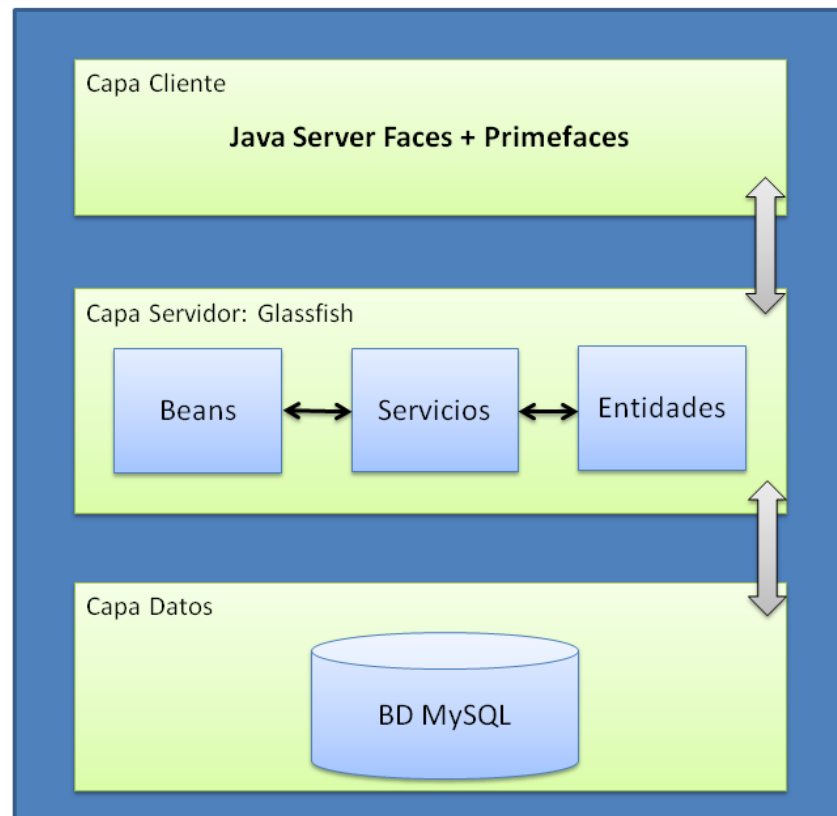 Capa Cliente
Java Server Faces + Primefaces
Capa Servidor: Glassfish
Beans
Servicios
Entidades
Capa Datos
BD MySQL